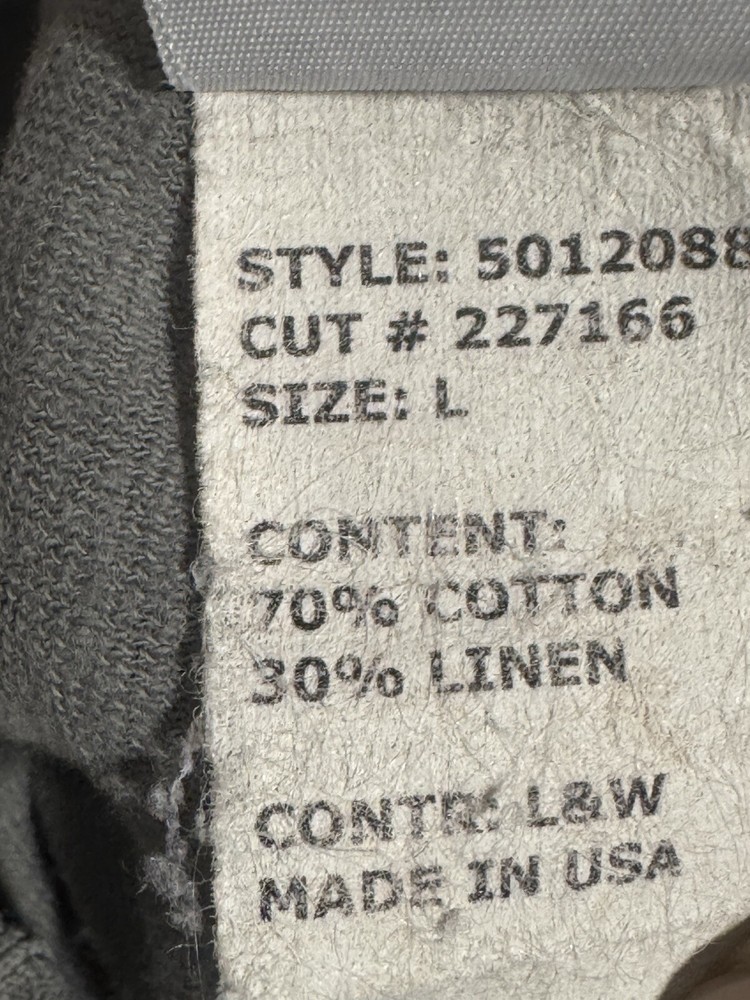 STYLE: 5012088
CUT # 227166
SIZE: L
CONTENT:
70% COTTON
30% LINEN
CONTR: L&W
MADE IN USA